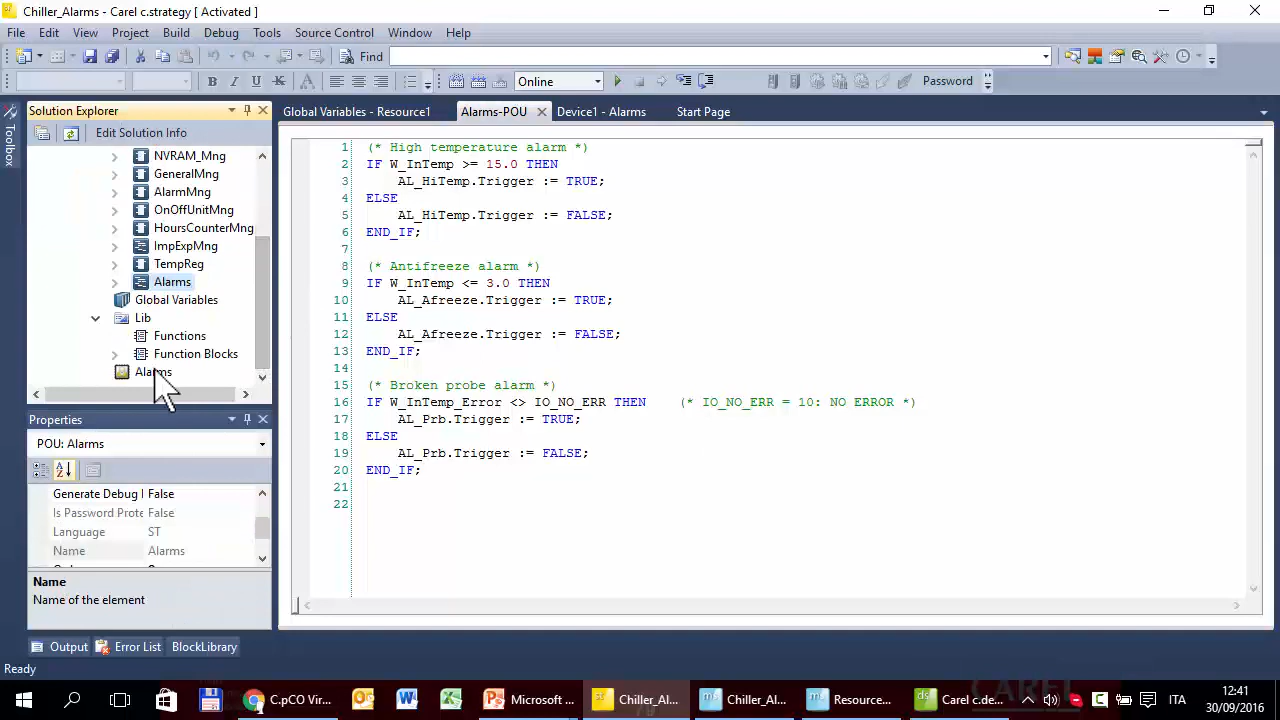 Chiller_Alarms - Carel c.strategy [ Activated ]
File Edit View Project Build Debug Tools Source Control Window Help
Find
Online
Password
Solution Explorer
Global Variables - Resource1 Alarms-POU Device1 - Alarms Start Page
Toolbox
Edit Solution Info
NVRAM_Mng
GeneralMng
AlarmMng
OnOffUnitMng
HoursCounterMng
ImpExpMng
TempReg
Alarms
Global Variables
Lib
Functions
Function Blocks
Alarms
1 (* High temperature alarm *)
2 IF W_InTemp >= 15.0 THEN
3 AL_HiTemp.Trigger := TRUE;
4 ELSE
5 AL_HiTemp.Trigger := FALSE;
6 END_IF;
7
8 (* Antifreeze alarm *)
9 IF W_InTemp <= 3.0 THEN
10 AL_Afreeze.Trigger := TRUE;
11 ELSE
12 AL_Afreeze.Trigger := FALSE;
13 END_IF;
14
15 (* Broken probe alarm *)
16 IF W_InTemp_Error <> IO_NO_ERR THEN (* IO_NO_ERR = 10: NO ERROR *)
17 AL_Prb.Trigger := TRUE;
18 ELSE
19 AL_Prb.Trigger := FALSE;
20 END_IF;
21
22
Properties
POU: Alarms
Generate Debug I False
Is Password Prote False
Language ST
Name Alarms
Name
Name of the element
Output Error List BlockLibrary
Ready
C.pCO Vir... Microsoft ... Chiller_Al... Chiller_Al... Resource... Carel c.de... ITA
12:41
30/09/2016